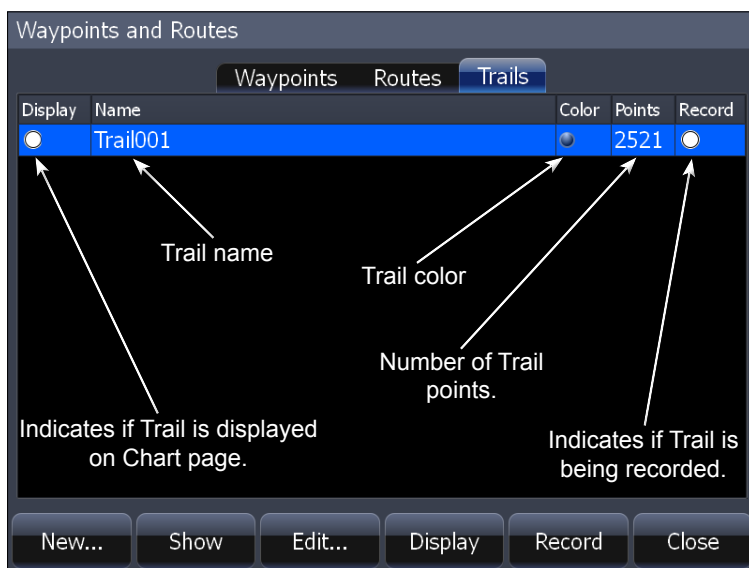 Waypoints and Routes
Waypoints Routes Trails
Display Name Color Points Record
Trail001 2521
Trail name
Trail color
Number of Trail
points.
Indicates if Trail is displayed
on Chart page.
Indicates if Trail is
being recorded.
New... Show Edit... Display Record Close